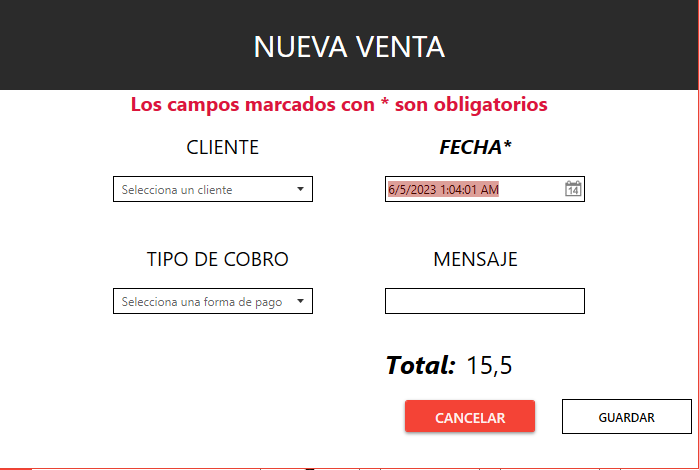 NUEVA VENTA
Los campos marcados con * son obligatorios
CLIENTE
FECHA*
Selecciona un cliente
6/5/2023 1:04:01 AM
14
TIPO DE COBRO
MENSAJE
Selecciona una forma de pago
Total: 15,5
CANCELAR
GUARDAR